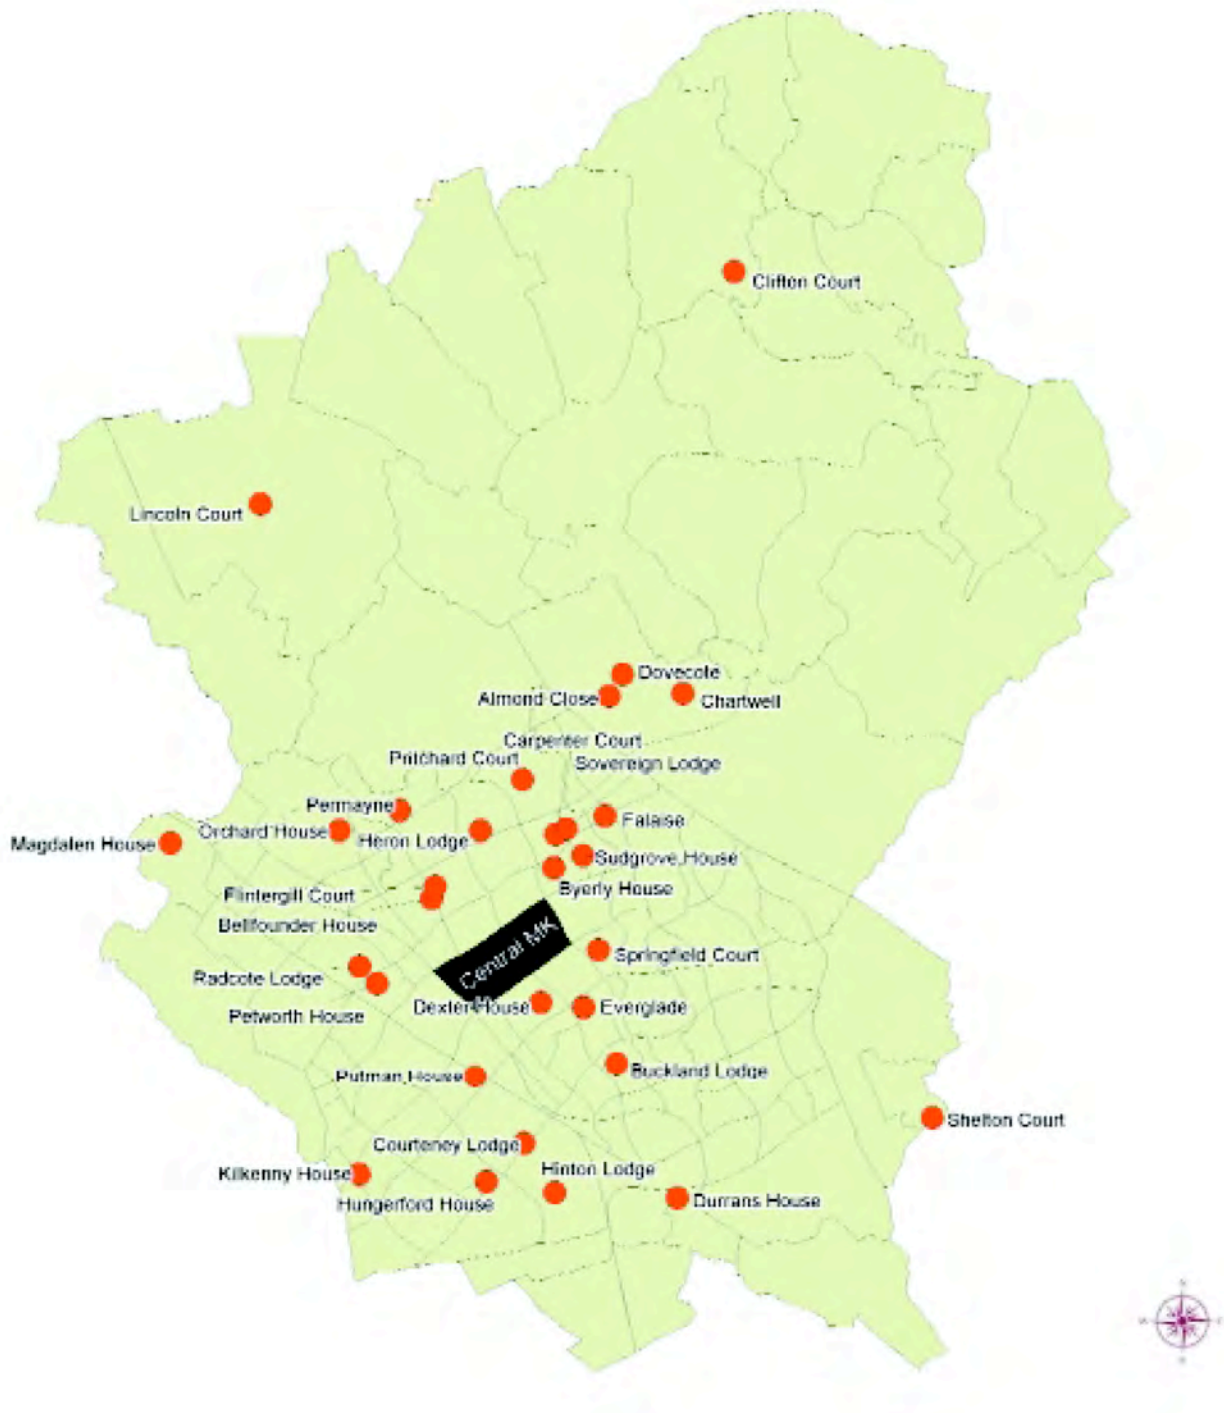 Clifton Court
Lincoln Court
Dovecote
Almond Close
Chartwell
Carpenter Court
Pritchard Court
Sovereign Lodge
Permayne
Falaise
Orchard House
Heron Lodge
Magdalen House
Sudgrove House
Byerly House
Flintergill Court
Bellfounder House
Central MK
Springfield Court
Radcote Lodge
Dexter House
Everglade
Petworth House
Buckland Lodge
Putman House
Shelton Court
Courteney Lodge
Hinton Lodge
Kilkenny House
Hungerford House
Durrans House